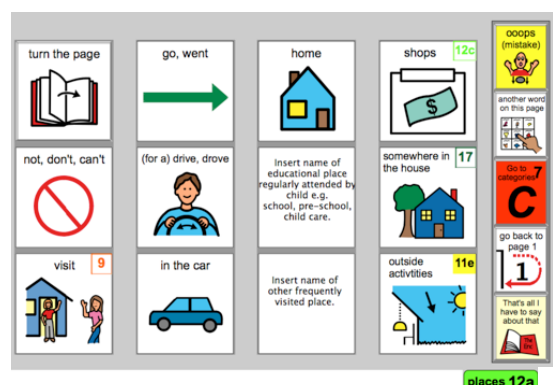 turn the page
go, went
home
shops
12c
$
ooops
(mistake)
another word
on this page
not, don't, can't
(for a) drive, drove
Insert name of
educational place
regularly attended by
child e.g.
school, pre-school,
child care.
somewhere in
the house
17
Go to
categories
7
C
go back to
page 1
1
visit
9
in the car
Insert name of
other frequently
visited place.
outside
activtities
11e
That's all I
have to say
about that
The
End
places 12a